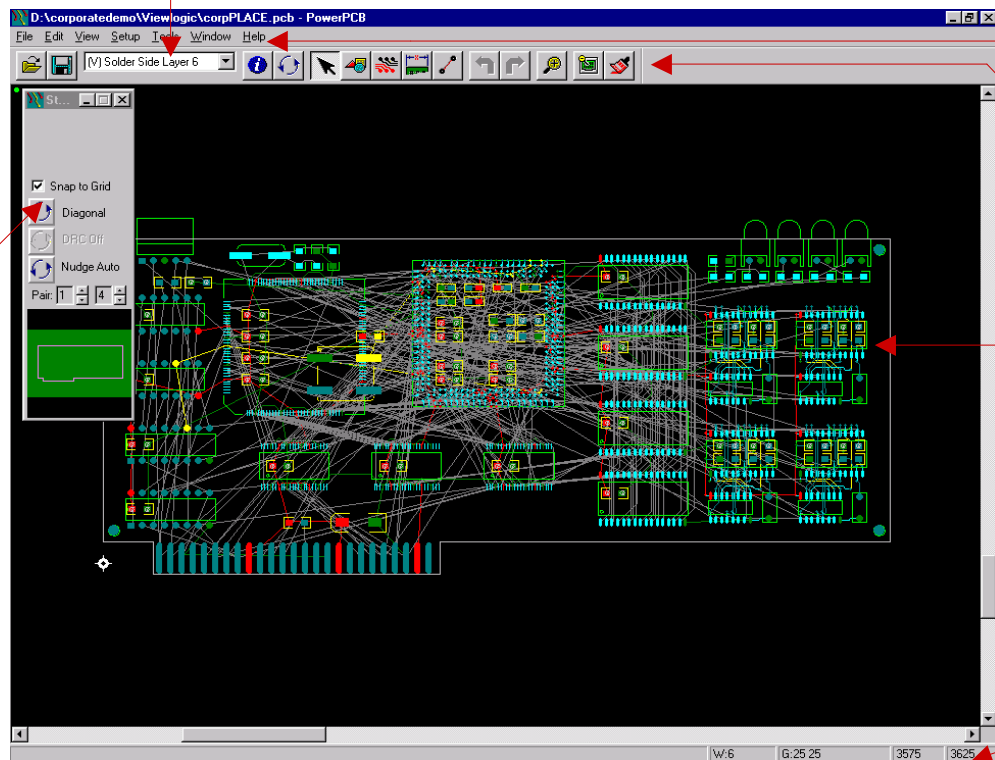 D:\corporatedemo\Viewlogic\corpPLACE.pcb - PowerPCB
File Edit View Setup Tools Window Help
(V) Solder Side Layer 6
St...
Snap to Grid
Diagonal
DRC Off
Nudge Auto
Pair: 1 4
W:6 G:25 25 3575 3625